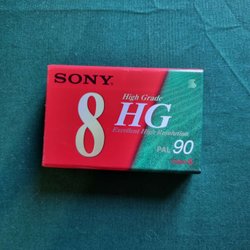 SONY
High Grade
8 HG
Excellent High Resolution
PAL 90